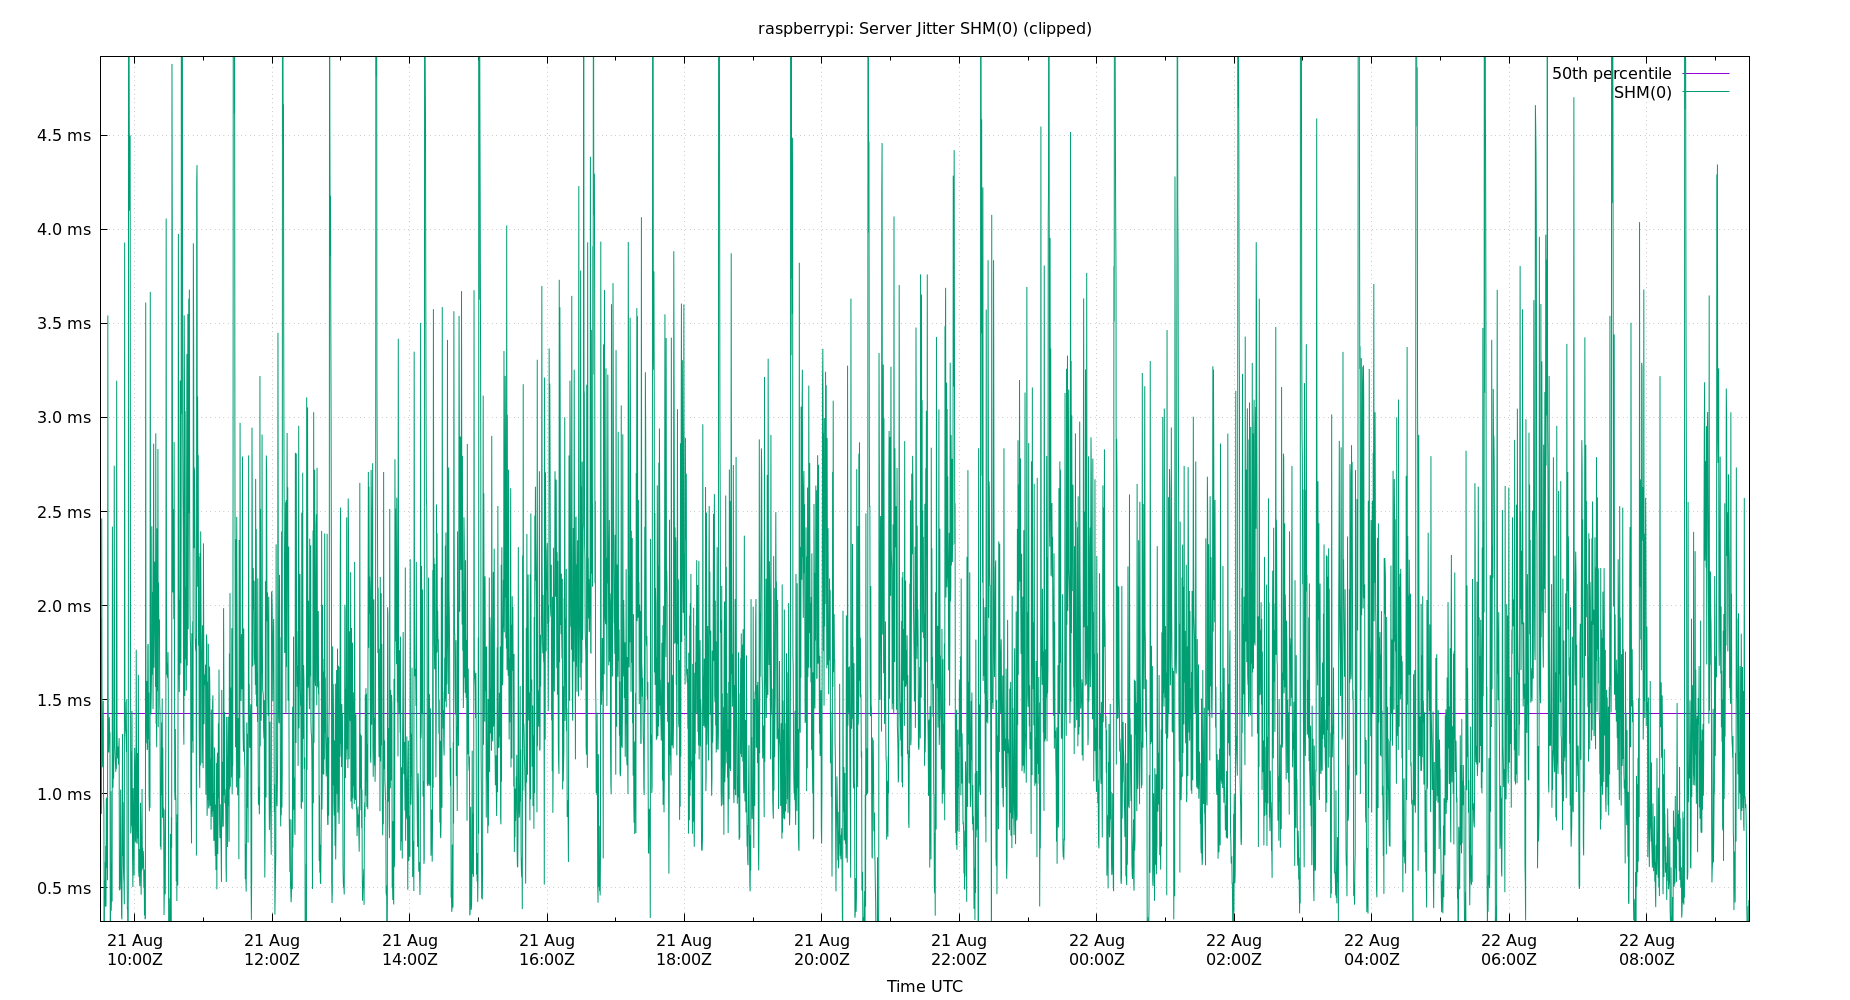 raspberrypi: Server Jitter SHM(0) (clipped)
50th percentile
SHM(0)
4.5 ms
4.0 ms
3.5 ms
3.0 ms
2.5 ms
2.0 ms
1.5 ms
1.0 ms
0.5 ms
21 Aug 21 Aug 21 Aug 21 Aug 21 Aug 21 Aug 21 Aug 22 Aug 22 Aug 22 Aug 22 Aug 22 Aug
10:00Z 12:00Z 14:00Z 16:00Z 18:00Z 20:00Z 22:00Z 00:00Z 02:00Z 04:00Z 06:00Z 08:00Z
Time UTC